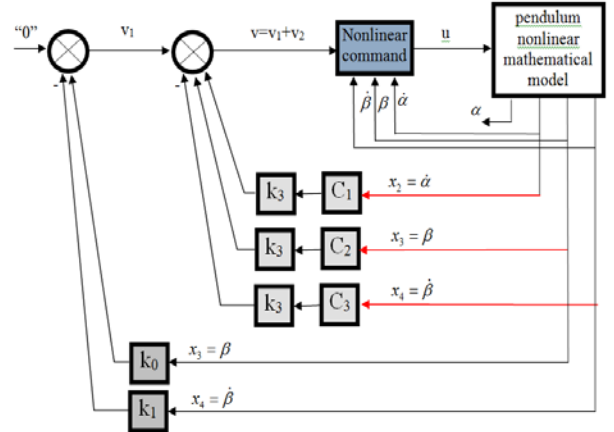 “0”
v₁
v=v₁+v₂
Nonlinear
command
u
pendulum
nonlinear
mathematical
model
-
-
β̇ β α̇
α
k₃
C₁
x₂ = α̇
k₃
C₂
x₃ = β
k₃
C₃
x₄ = β̇
k₀
x₃ = β
k₁
x₄ = β̇